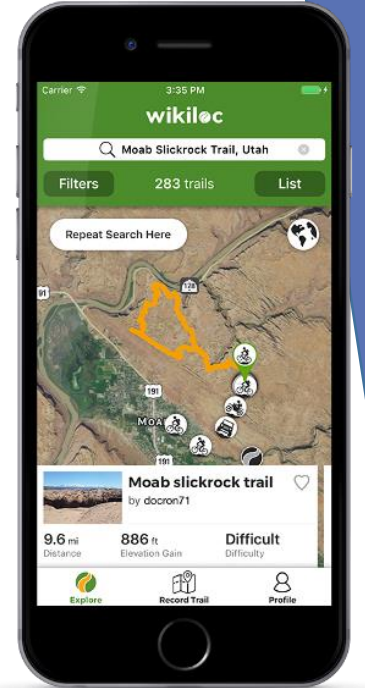 Carrier 3:35 PM
wikiloc
Moab Slickrock Trail, Utah
Filters 283 trails List
Repeat Search Here
128
91
191
MOA
191
Moab slickrock trail
by docron71
9.6 mi 886 ft Difficult
Distance Elevation Gain Difficulty
Explore Record Trail Profile